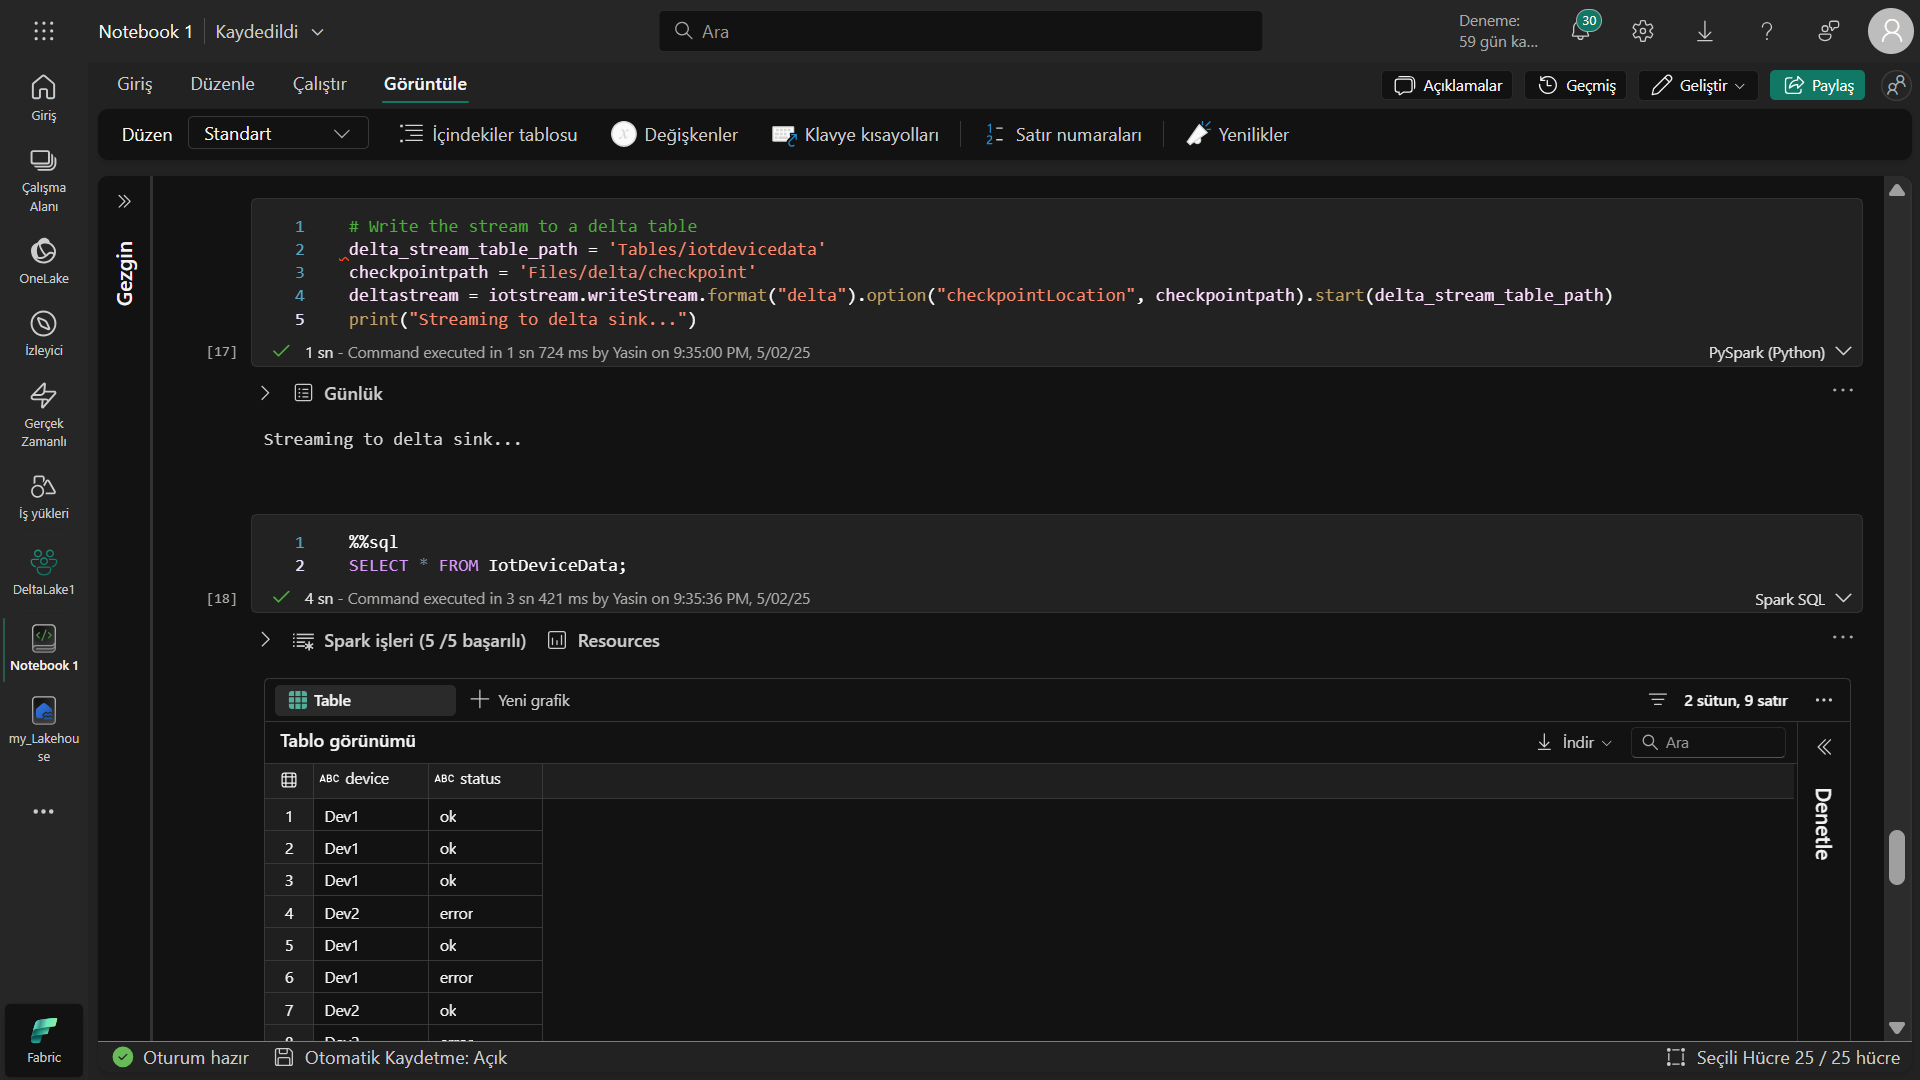 Notebook 1 Kaydedildi
Ara
Deneme:
59 gün ka...
30
Giriş Düzenle Çalıştır Görüntüle
Açıklamalar Geçmiş Geliştir Paylaş
Düzen Standart İçindekiler tablosu Değişkenler Klavye kısayolları Satır numaraları Yenilikler
Giriş
Çalışma
Alanı
OneLake
İzleyici
Gerçek
Zamanlı
İş yükleri
DeltaLake1
Notebook 1
my_Lakehou
se
Fabric
Gezgin
1 # Write the stream to a delta table
2 delta_stream_table_path = 'Tables/iotdevicedata'
3 checkpointpath = 'Files/delta/checkpoint'
4 deltastream = iotstream.writeStream.format("delta").option("checkpointLocation", checkpointpath).start(delta_stream_table_path)
5 print("Streaming to delta sink...")
[17] 1 sn - Command executed in 1 sn 724 ms by Yasin on 9:35:00 PM, 5/02/25 PySpark (Python)
Günlük
Streaming to delta sink...
1 %%sql
2 SELECT * FROM IotDeviceData;
[18] 4 sn - Command executed in 3 sn 421 ms by Yasin on 9:35:36 PM, 5/02/25 Spark SQL
Spark işleri (5 /5 başarılı) Resources
Table Yeni grafik 2 sütun, 9 satır
Tablo görünümü İndir Ara
ABC device ABC status
1 Dev1 ok
2 Dev1 ok
3 Dev1 ok
4 Dev2 error
5 Dev1 ok
6 Dev1 error
7 Dev2 ok
Denetle
Oturum hazır Otomatik Kaydetme: Açık Seçili Hücre 25 / 25 hücre